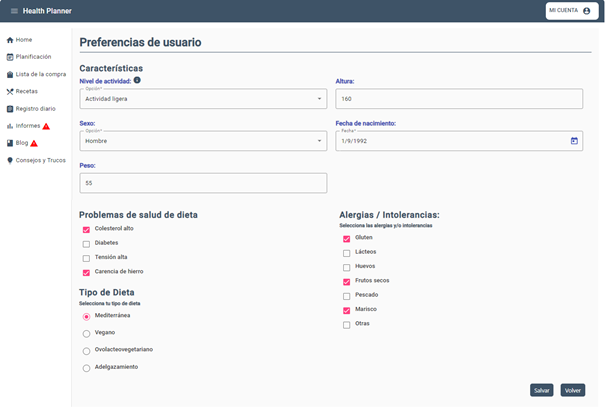 Health Planner
MI CUENTA
Home
Planificación
Lista de la compra
Recetas
Registro diario
Informes
Blog
Consejos y Trucos
Preferencias de usuario
Características
Nivel de actividad:
Altura:
Opción*
Actividad ligera
160
Sexo:
Fecha de nacimiento:
Opción*
Fecha*
Hombre
1/9/1992
Peso:
55
Problemas de salud de dieta
Colesterol alto
Diabetes
Tensión alta
Carencia de hierro
Tipo de Dieta
Selecciona tu tipo de dieta
Mediterránea
Vegano
Ovolacteovegetariano
Adelgazamiento
Alergias / Intolerancias:
Selecciona las alergias y/o intolerancias
Gluten
Lácteos
Huevos
Frutos secos
Pescado
Marisco
Otras
Salvar
Volver